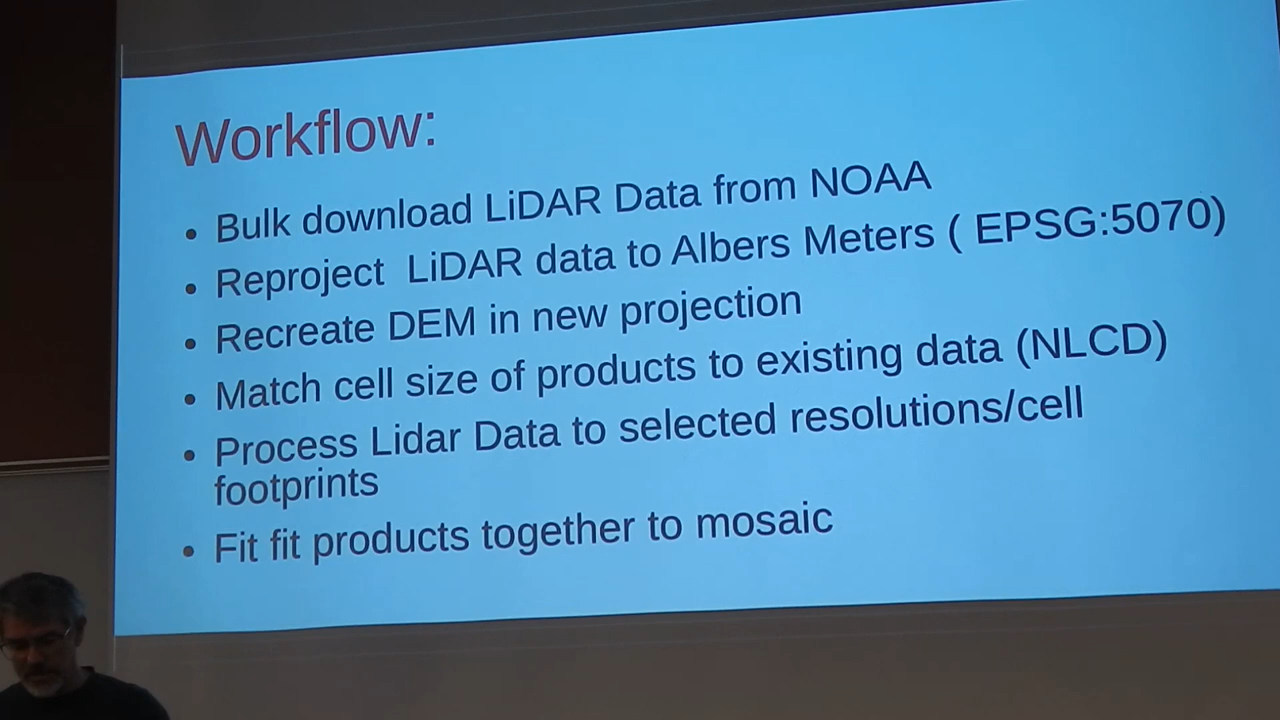 Workflow:
• Bulk download LiDAR Data from NOAA
• Reproject  LiDAR data to Albers Meters ( EPSG:5070)
• Recreate DEM in new projection
• Match cell size of products to existing data (NLCD)
• Process Lidar Data to selected resolutions/cell
footprints
• Fit fit products together to mosaic